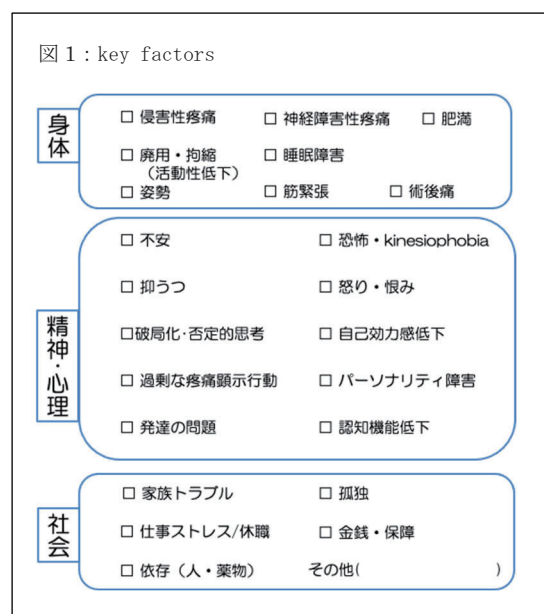 図1:key factors
身体
□ 侵害性疼痛 □ 神経障害性疼痛 □ 肥満
□ 廃用・拘縮 □ 睡眠障害
(活動性低下)
□ 姿勢 □ 筋緊張 □ 術後痛
精神・心理
□ 不安 □ 恐怖・kinesiophobia
□ 抑うつ □ 怒り・恨み
□破局化・否定的思考 □ 自己効力感低下
□ 過剰な疼痛顕示行動 □ パーソナリティ障害
□ 発達の問題 □ 認知機能低下
社会
□ 家族トラブル □ 孤独
□ 仕事ストレス/休職 □ 金銭・保障
□ 依存(人・薬物) その他( )